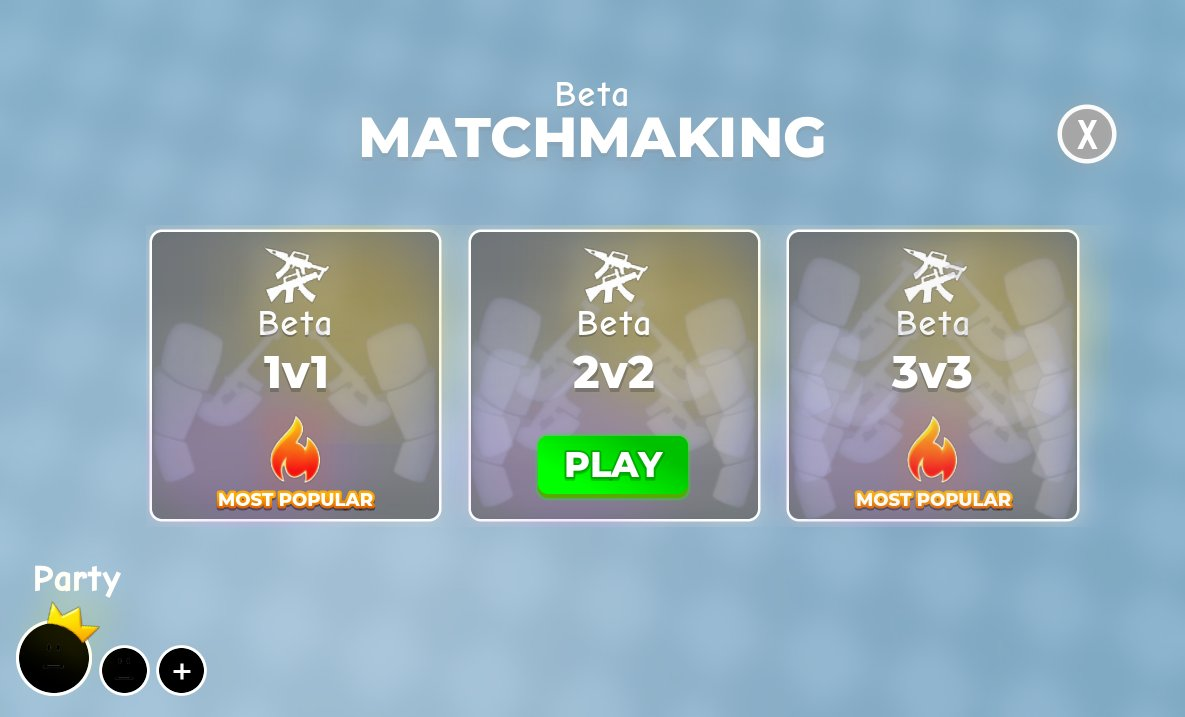 Beta
MATCHMAKING
X
Beta
1v1
MOST POPULAR
Beta
2v2
PLAY
Beta
3v3
MOST POPULAR
Party
+